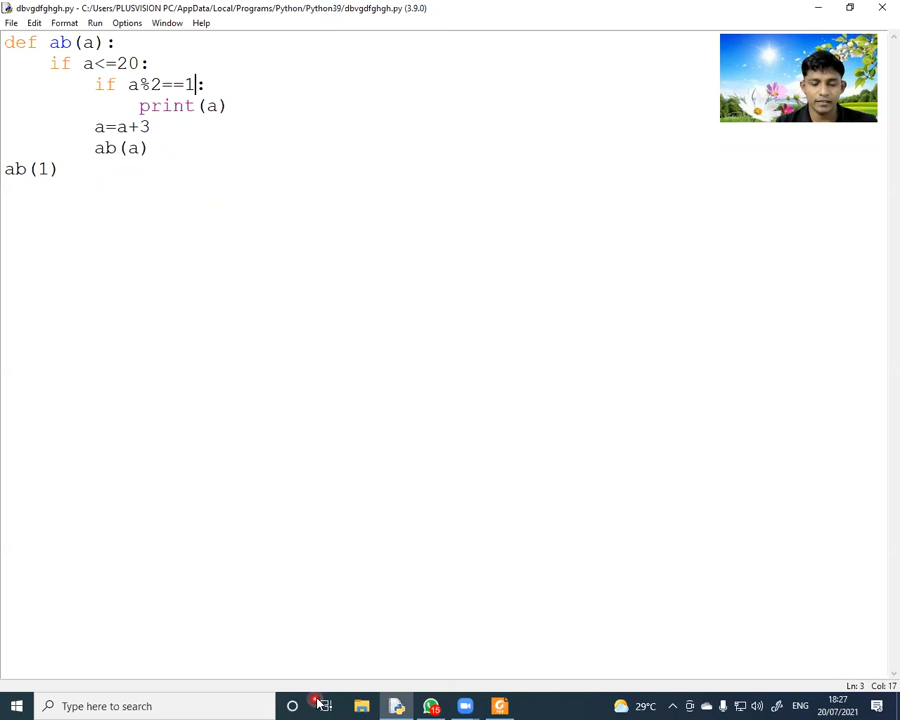 dbvgdfghgh.py - C:/Users/PLUSVISION PC/AppData/Local/Programs/Python/Python39/dbvgdfghgh.py (3.9.0)
File Edit Format Run Options Window Help
def ab(a):
    if a<=20:
        if a%2==1:
            print(a)
        a=a+3
        ab(a)
ab(1)
Ln: 3 Col: 17
Type here to search
15
29°C
ENG
18:27
20/07/2021